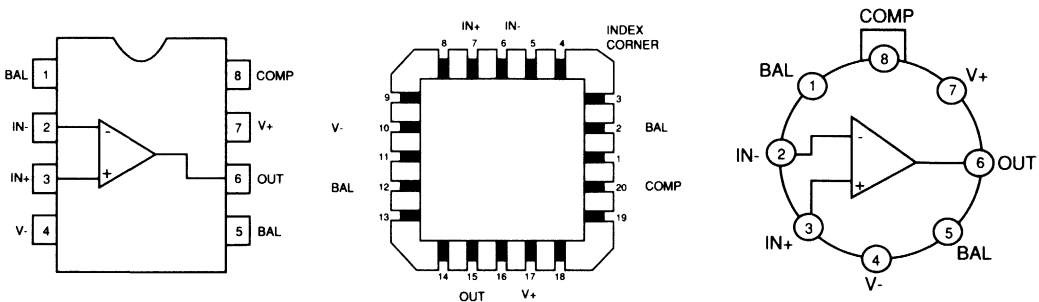 BAL 1
8 COMP
IN- 2
-
7 V+
IN+ 3
+
6 OUT
V- 4
5 BAL
IN+ IN-
INDEX
CORNER
8 7 6 5 4
9
3
V- 10
2 BAL
11
1
BAL 12
20 COMP
13
19
14 15 16 17 18
OUT V+
COMP
8
BAL
1
V+
7
IN- 2
-
6 OUT
+
IN+
3
5
BAL
4
V-